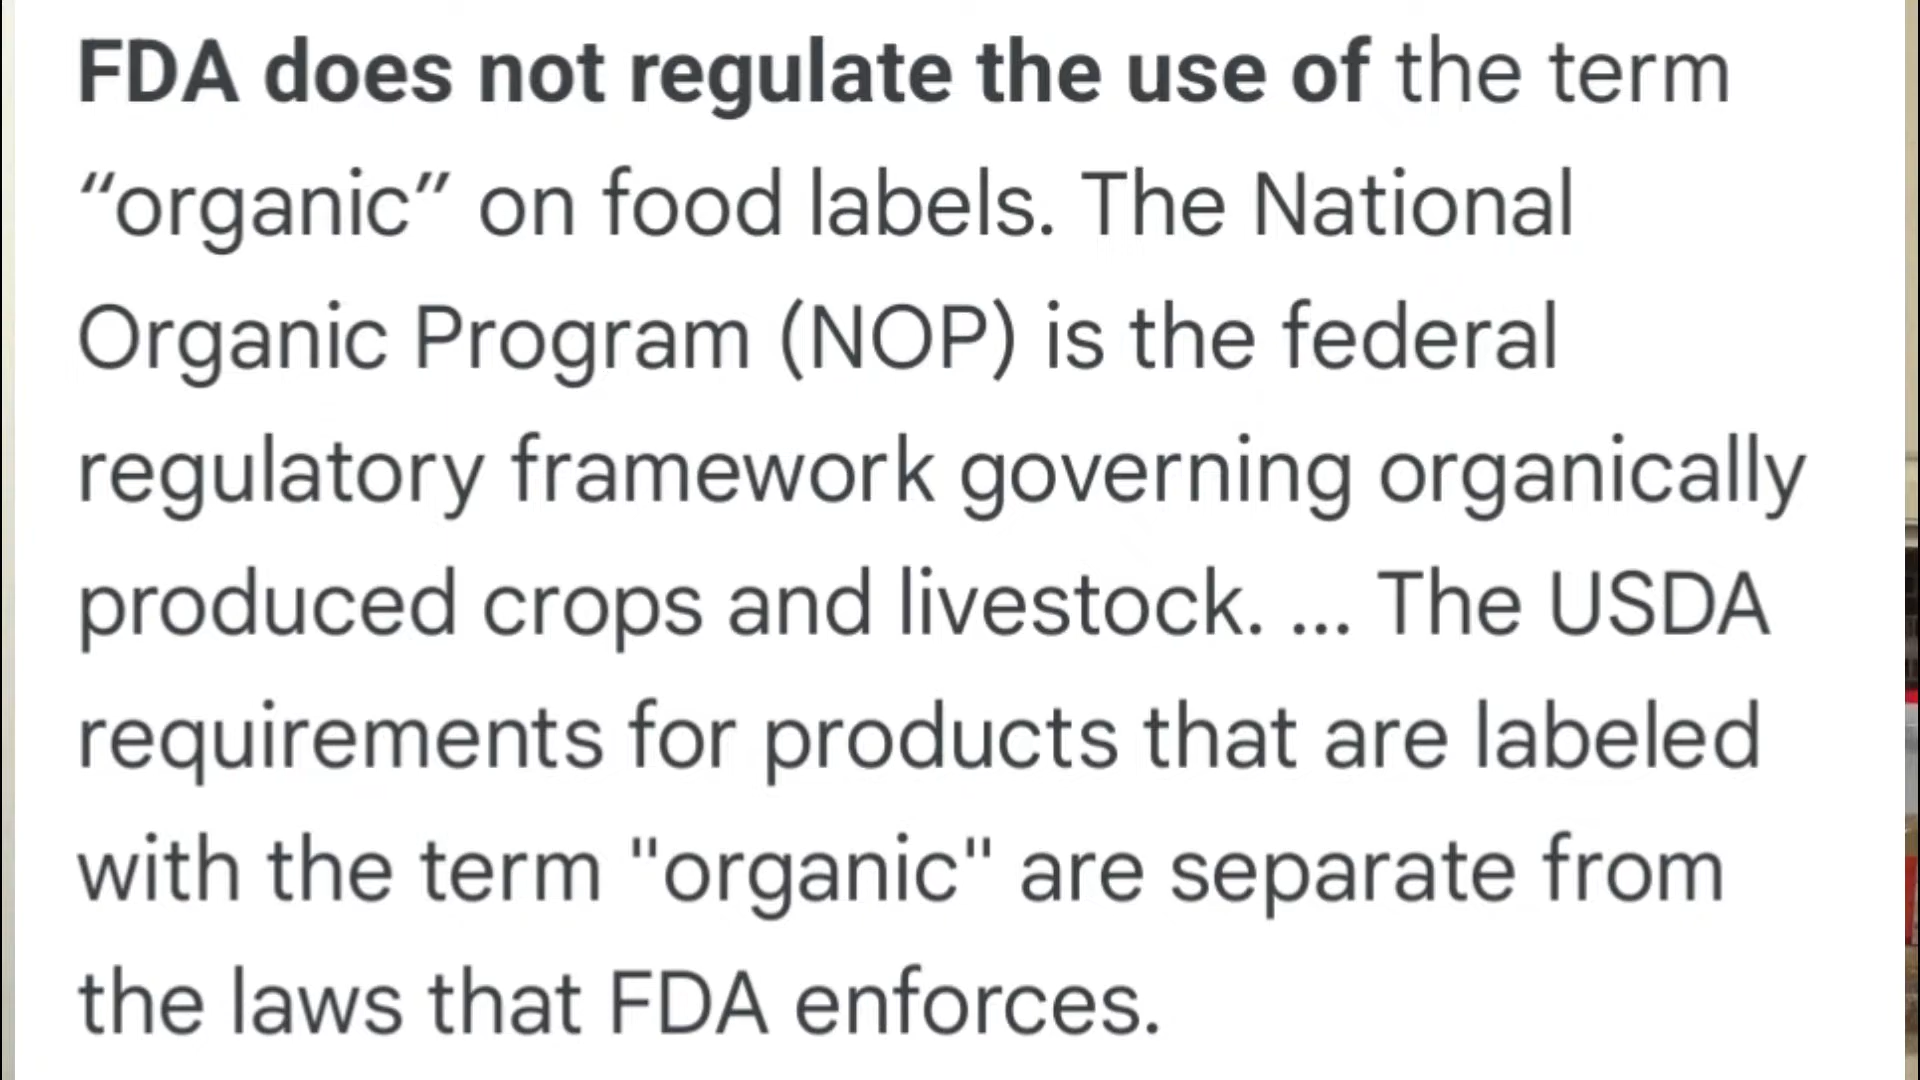 FDA does not regulate the use of the term
“organic” on food labels. The National
Organic Program (NOP) is the federal
regulatory framework governing organically
produced crops and livestock. ... The USDA
requirements for products that are labeled
with the term "organic" are separate from
the laws that FDA enforces.